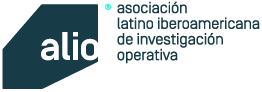 alio
® asociación
latino iberoamericana
de investigación
operativa